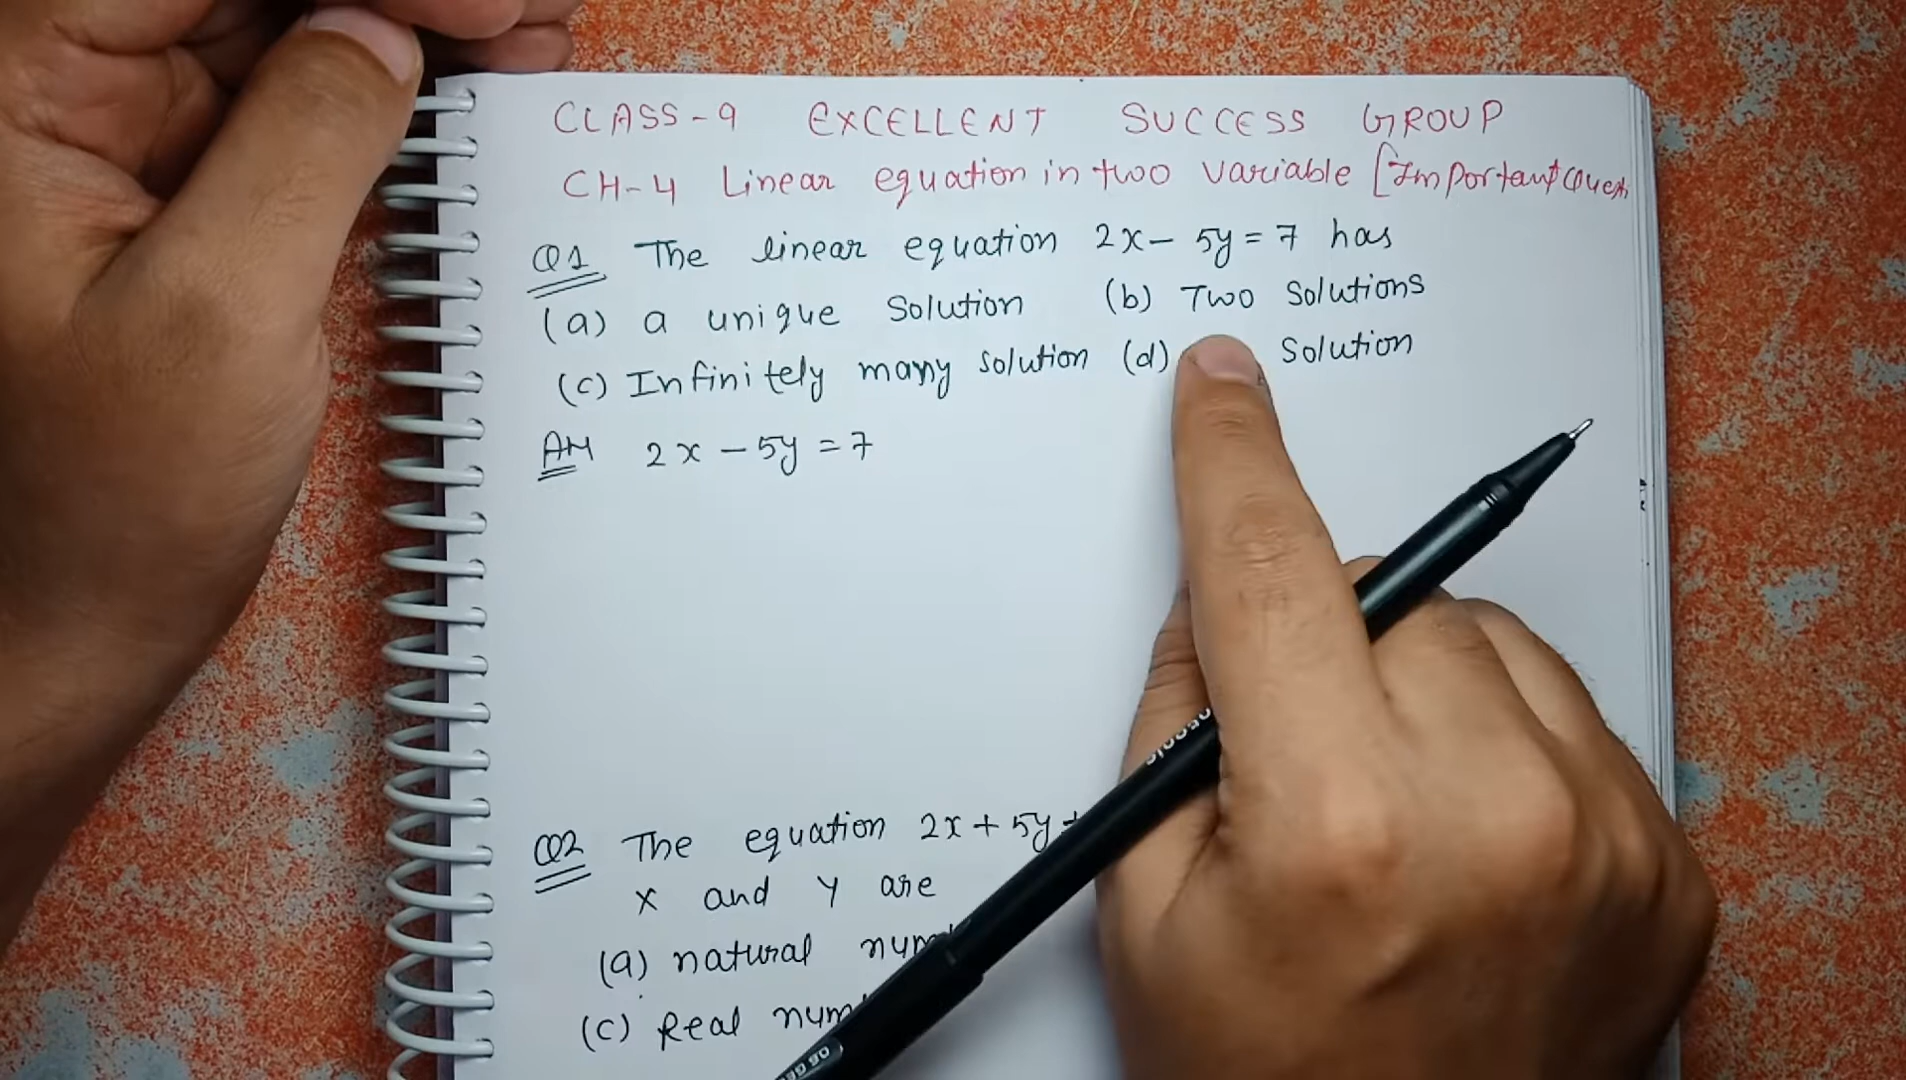 CLASS-9 EXCELLENT SUCCESS GROUP
CH-4 Linear equation in two variable [Important
Q1 The linear equation 2x - 5y = 7 has
(a) a unique solution (b) Two solutions
(c) Infinitely many solution (d) solution
2x - 5y = 7
Q2 The equation 2x + 5y
x and y are
(a) natural
(c) Real